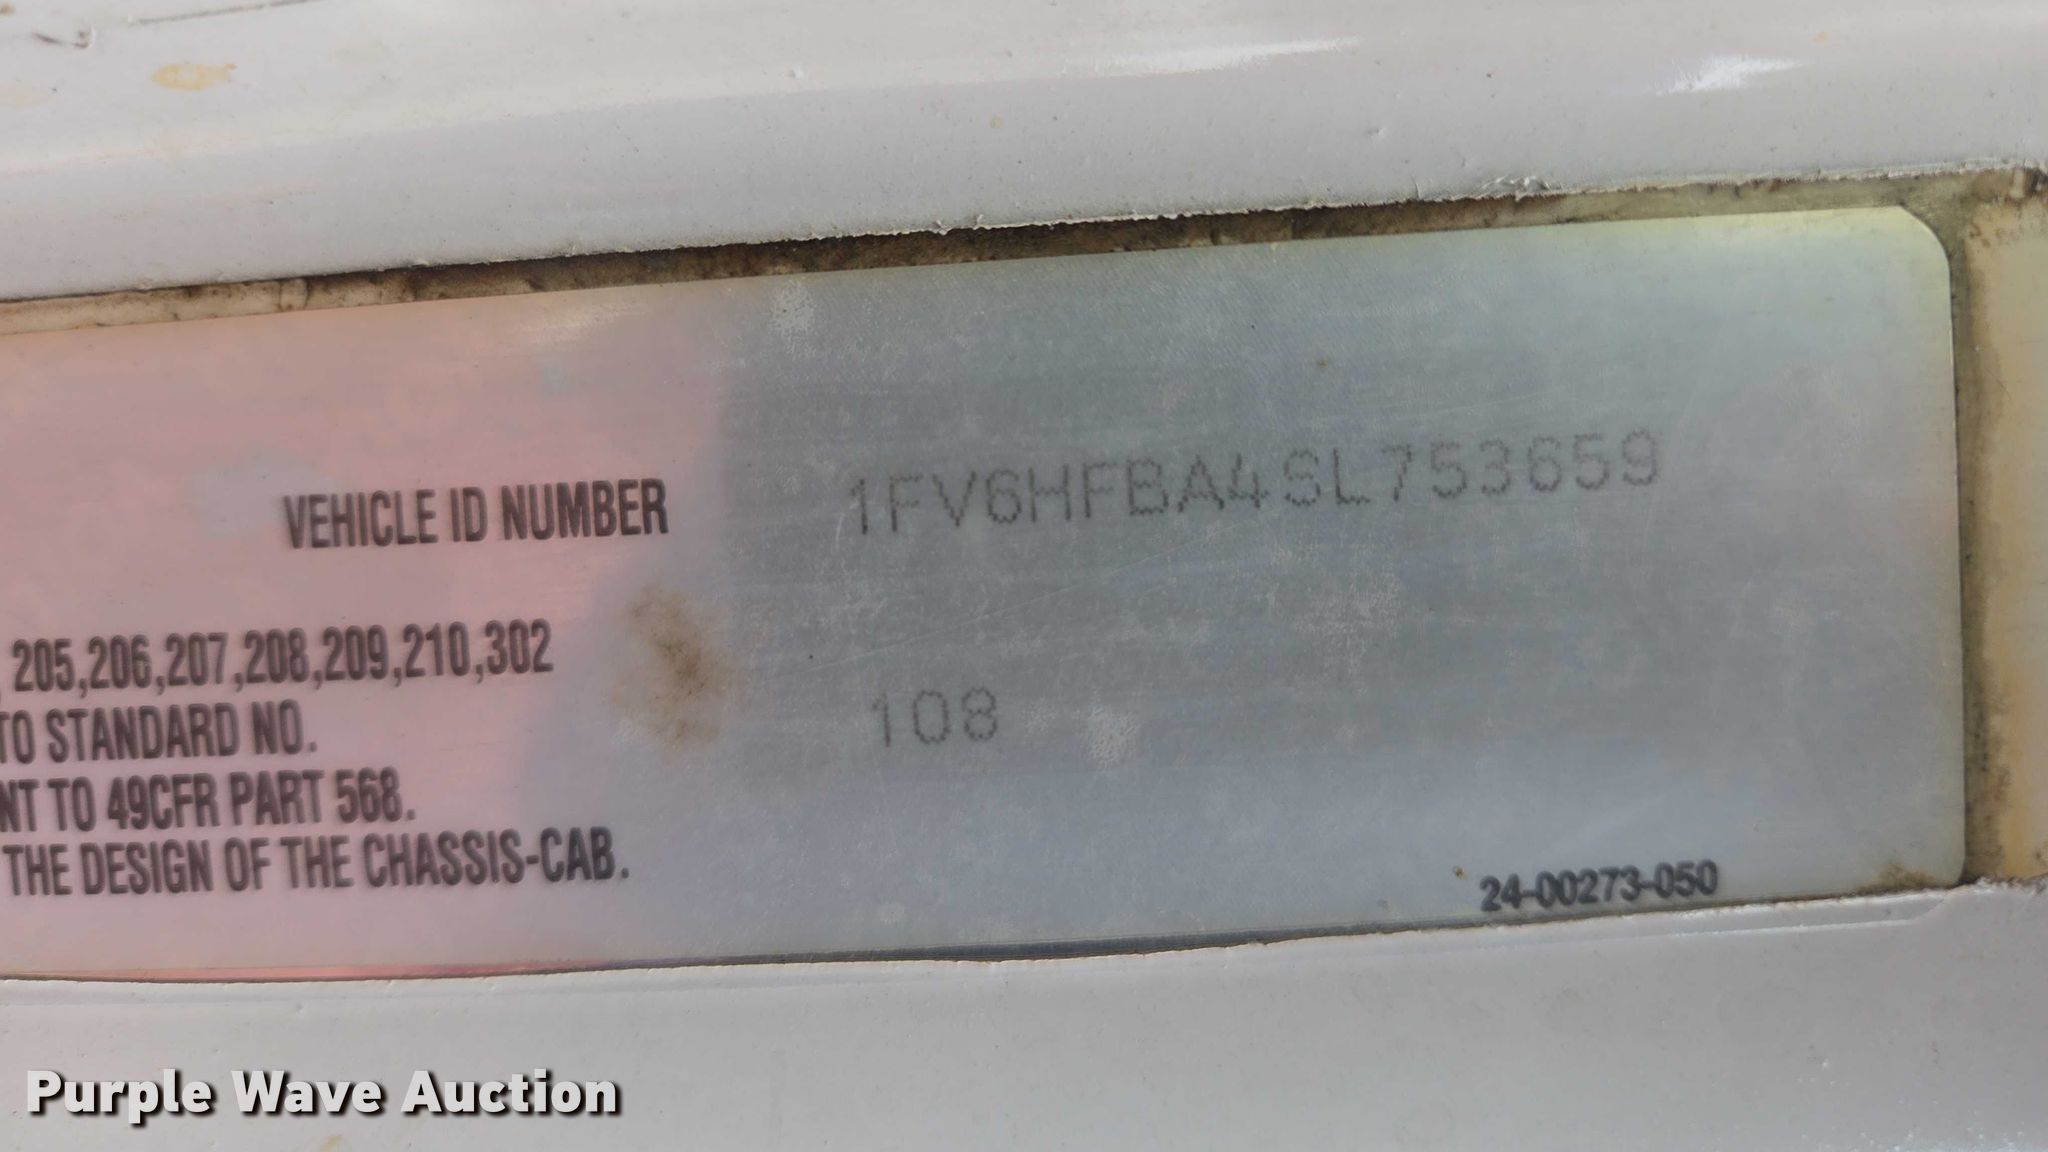 VEHICLE ID NUMBER 1FV6HFBA4SL753659
, 205,206,207,208,209,210,302
TO STANDARD NO. 108
NT TO 49CFR PART 568.
THE DESIGN OF THE CHASSIS-CAB.
24-00273-050
Purple Wave Auction